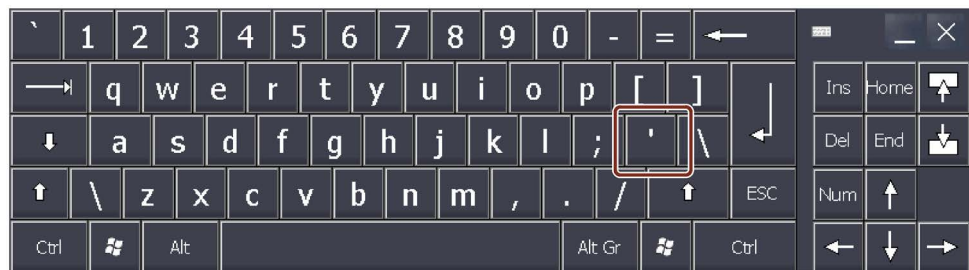 ` 1 2 3 4 5 6 7 8 9 0 - =
q w e r t y u i o p [ ] Ins Home
a s d f g h j k l ; ' \ Del End
\ z x c v b n m , . / ESC Num
Ctrl Alt Alt Gr Ctrl